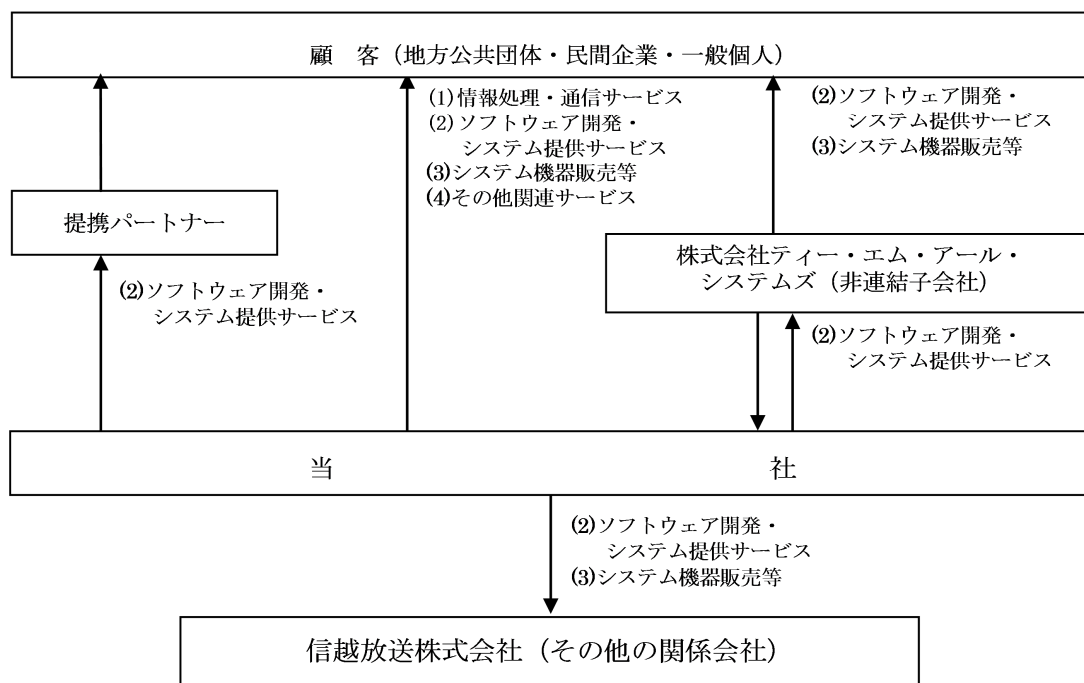 顧　客（地方公共団体・民間企業・一般個人）
(1)情報処理・通信サービス
(2)ソフトウェア開発・
システム提供サービス
(3)システム機器販売等
(4)その他関連サービス
(2)ソフトウェア開発・
システム提供サービス
(3)システム機器販売等
提携パートナー
株式会社ティー・エム・アール・
システムズ（非連結子会社）
(2)ソフトウェア開発・
システム提供サービス
(2)ソフトウェア開発・
システム提供サービス
当　社
(2)ソフトウェア開発・
システム提供サービス
(3)システム機器販売等
信越放送株式会社（その他の関係会社）